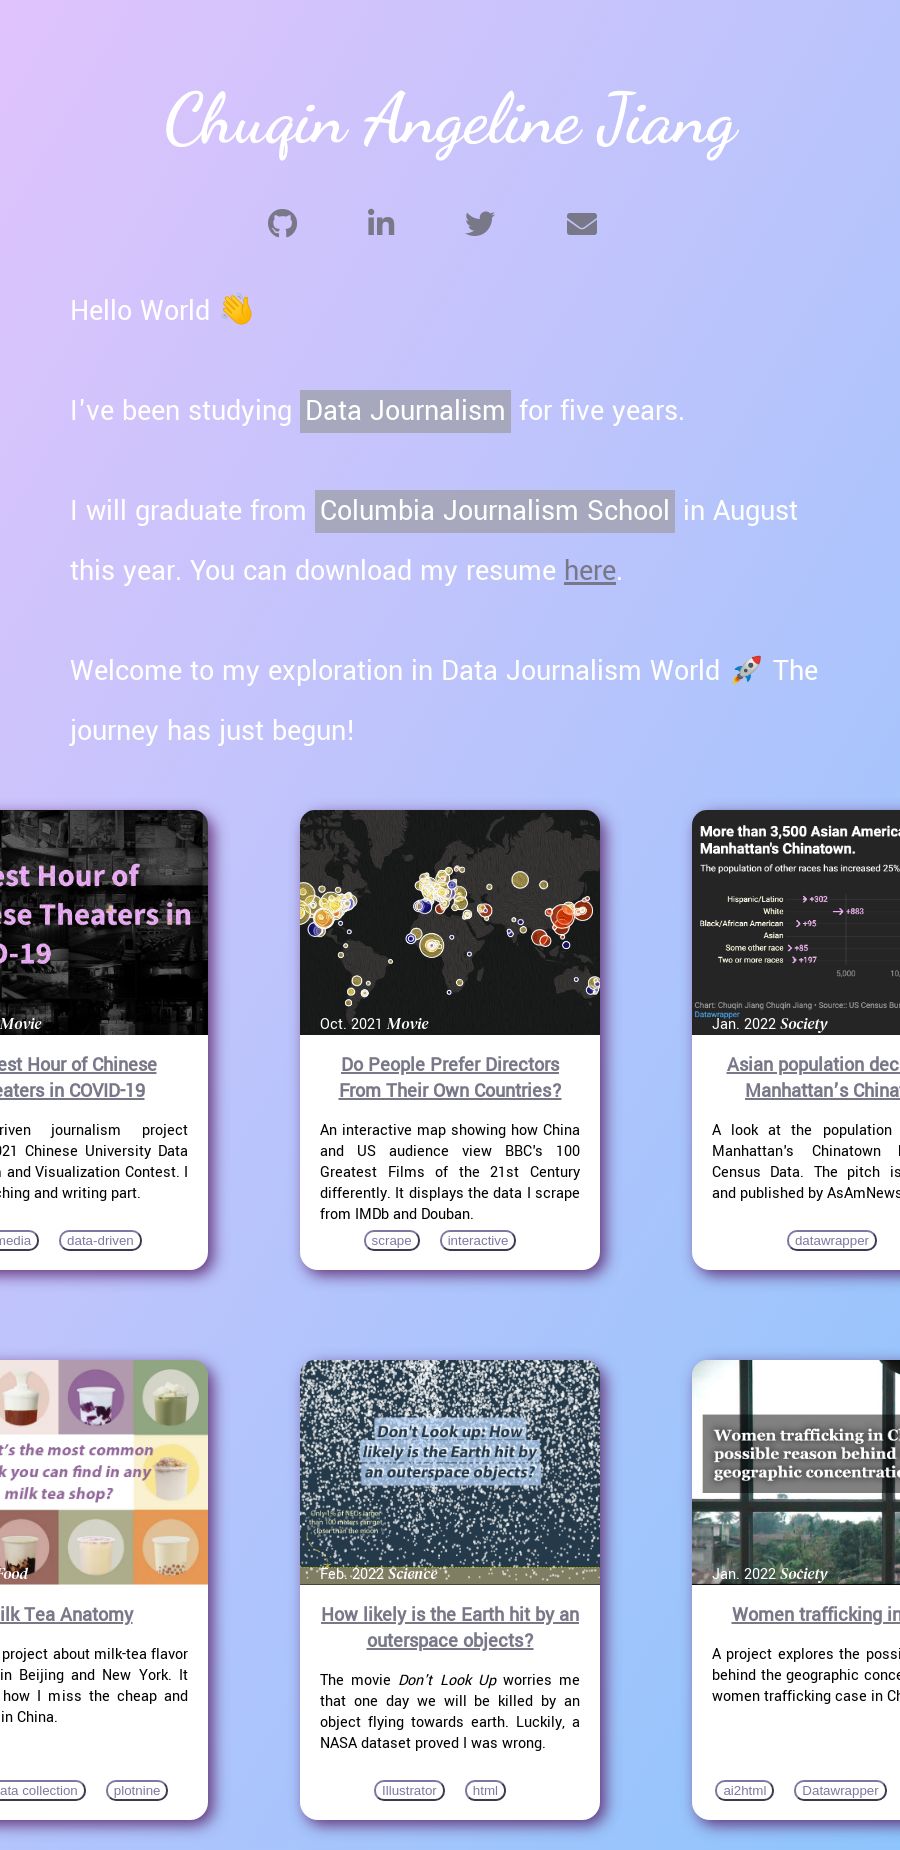 Chuqin Angeline Jiang
Hello World 👋
I've been studying Data Journalism for five years.
I will graduate from Columbia Journalism School in August
this year. You can download my resume here.
Welcome to my exploration in Data Journalism World 🚀 The
journey has just begun!
est Hour of
ese Theaters in
D-19
Movie
est Hour of Chinese
eaters in COVID-19
riven journalism project
021 Chinese University Data
and Visualization Contest. I
ching and writing part.
media data-driven
Oct. 2021 Movie
Do People Prefer Directors
From Their Own Countries?
An interactive map showing how China
and US audience view BBC's 100
Greatest Films of the 21st Century
differently. It displays the data I scrape
from IMDb and Douban.
scrape interactive
More than 3,500 Asian America
Manhattan's Chinatown.
The population of other races has increased 25%
Hispanic/Latino +302
White +883
Black/African American +95
Asian
Some other race +85
Two or more races +197
5,000 10,
Chart: Chuqin Jiang Chuqin Jiang • Source:: US Census Bu
Datawrapper
Jan. 2022 Society
Asian population dec
Manhattan's China
A look at the population
Manhattan's Chinatown
Census Data. The pitch is
and published by AsAmNews
datawrapper
t's the most common
k you can find in any
milk tea shop?
Food
ilk Tea Anatomy
project about milk-tea flavor
in Beijing and New York. It
how I miss the cheap and
in China.
ata collection plotnine
Don't Look up: How
likely is the Earth hit by
an outerspace objects?
Only 1% of NEOs larger
than 100 meters can get
closer than the moon
Feb. 2022 Science
How likely is the Earth hit by an
outerspace objects?
The movie Don't Look Up worries me
that one day we will be killed by an
object flying towards earth. Luckily, a
NASA dataset proved I was wrong.
Illustrator html
Women trafficking in C
possible reason behind
geographic concentratio
Jan. 2022 Society
Women trafficking in
A project explores the possi
behind the geographic conce
women trafficking case in Ch
ai2html Datawrapper